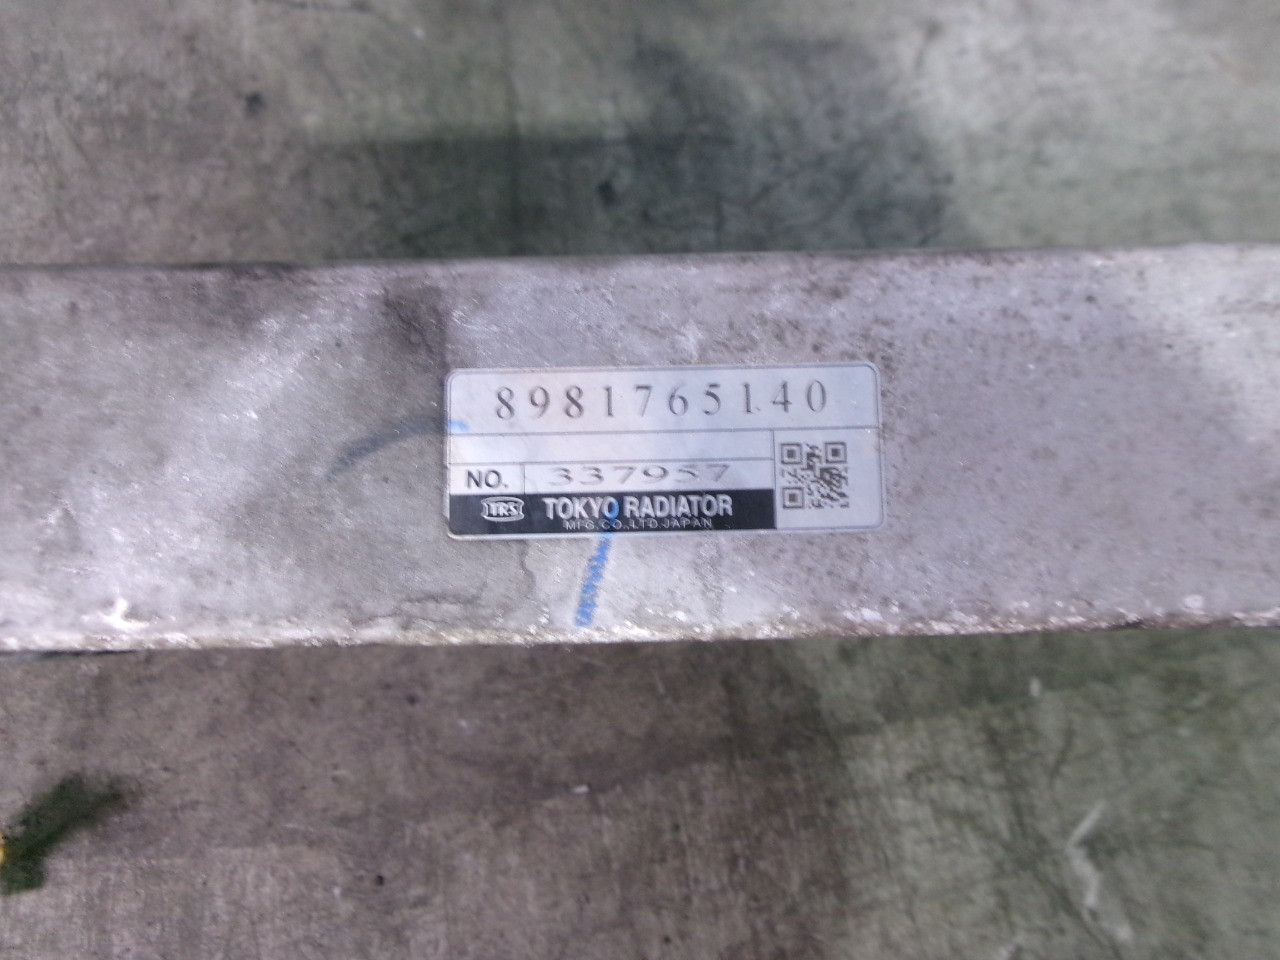 8981765140
NO. 337957
TRS TOKYO RADIATOR
MFG.CO.,LTD.JAPAN